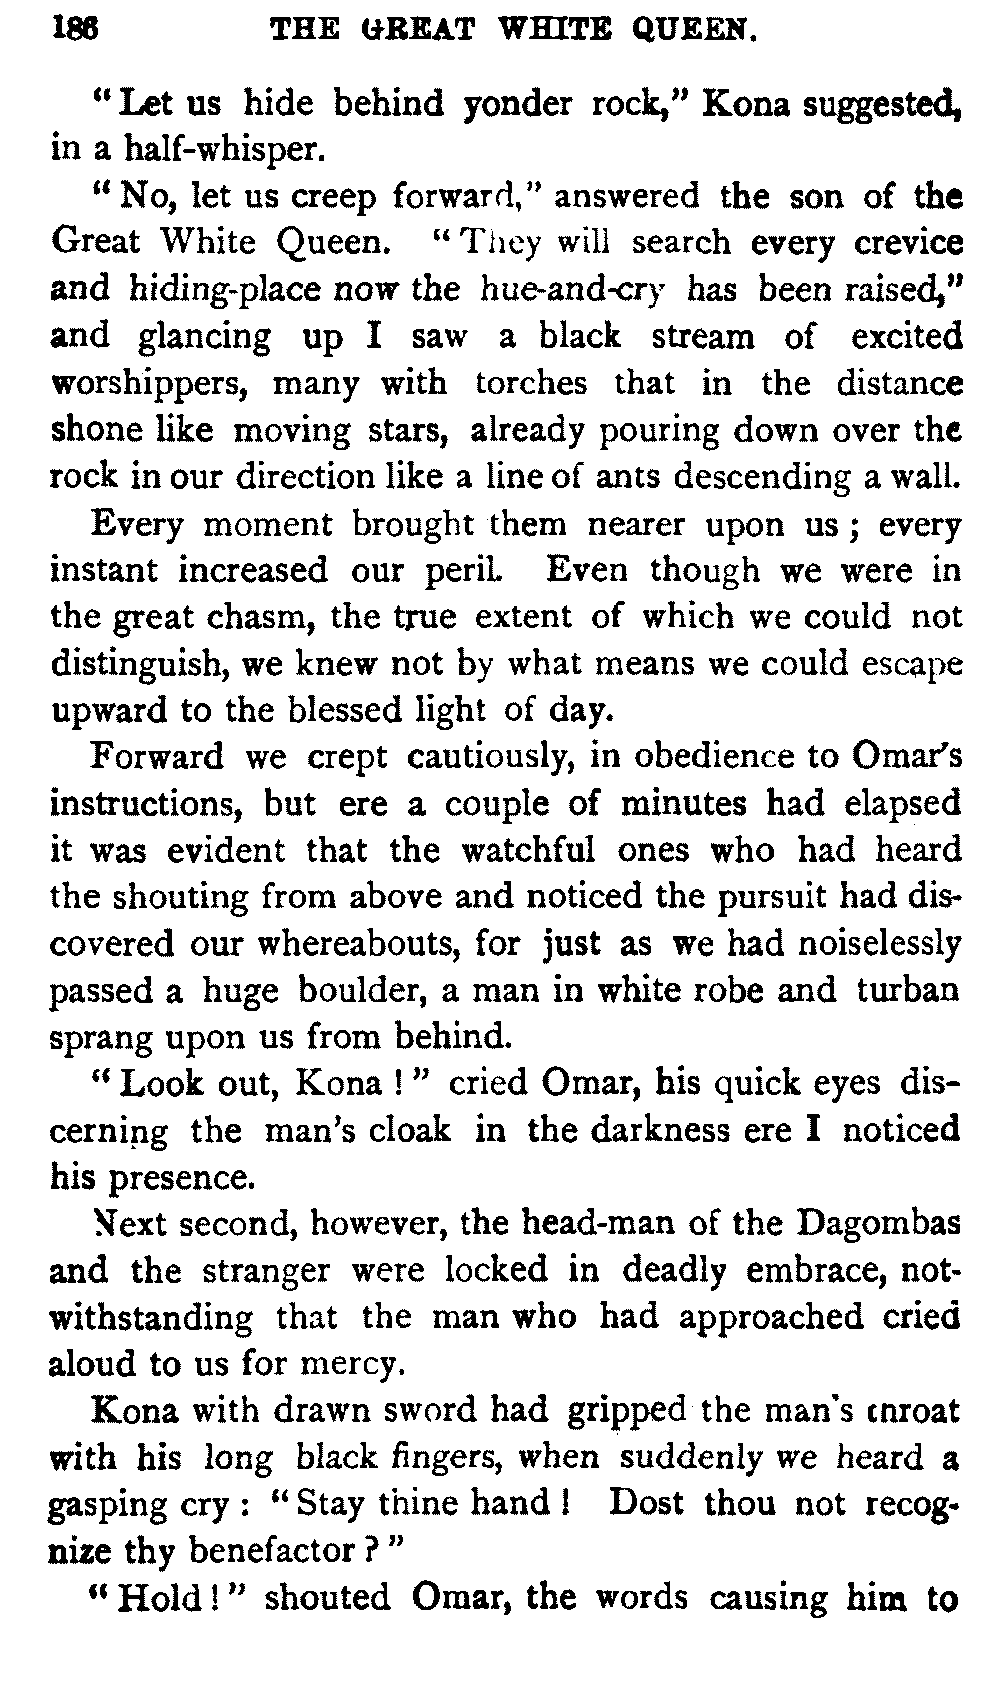 186 THE GREAT WHITE QUEEN.
"Let us hide behind yonder rock," Kona suggested,
in a half-whisper.
"No, let us creep forward," answered the son of the
Great White Queen. "They will search every crevice
and hiding-place now the hue-and-cry has been raised,"
and glancing up I saw a black stream of excited
worshippers, many with torches that in the distance
shone like moving stars, already pouring down over the
rock in our direction like a line of ants descending a wall.
Every moment brought them nearer upon us; every
instant increased our peril. Even though we were in
the great chasm, the true extent of which we could not
distinguish, we knew not by what means we could escape
upward to the blessed light of day.
Forward we crept cautiously, in obedience to Omar's
instructions, but ere a couple of minutes had elapsed
it was evident that the watchful ones who had heard
the shouting from above and noticed the pursuit had dis-
covered our whereabouts, for just as we had noiselessly
passed a huge boulder, a man in white robe and turban
sprang upon us from behind.
"Look out, Kona!" cried Omar, his quick eyes dis-
cerning the man's cloak in the darkness ere I noticed
his presence.
Next second, however, the head-man of the Dagombas
and the stranger were locked in deadly embrace, not-
withstanding that the man who had approached cried
aloud to us for mercy.
Kona with drawn sword had gripped the man's throat
with his long black fingers, when suddenly we heard a
gasping cry: "Stay thine hand! Dost thou not recog-
nize thy benefactor?"
"Hold!" shouted Omar, the words causing him to